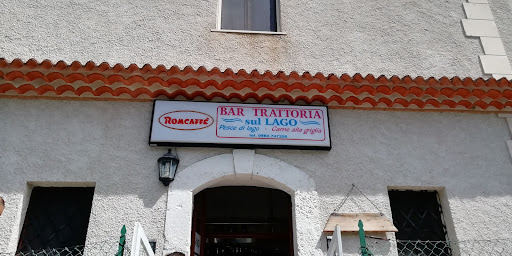 ROMCAFFÈ
BAR TRATTORIA
sul LAGO
Pesce di lago - Carne alla griglia